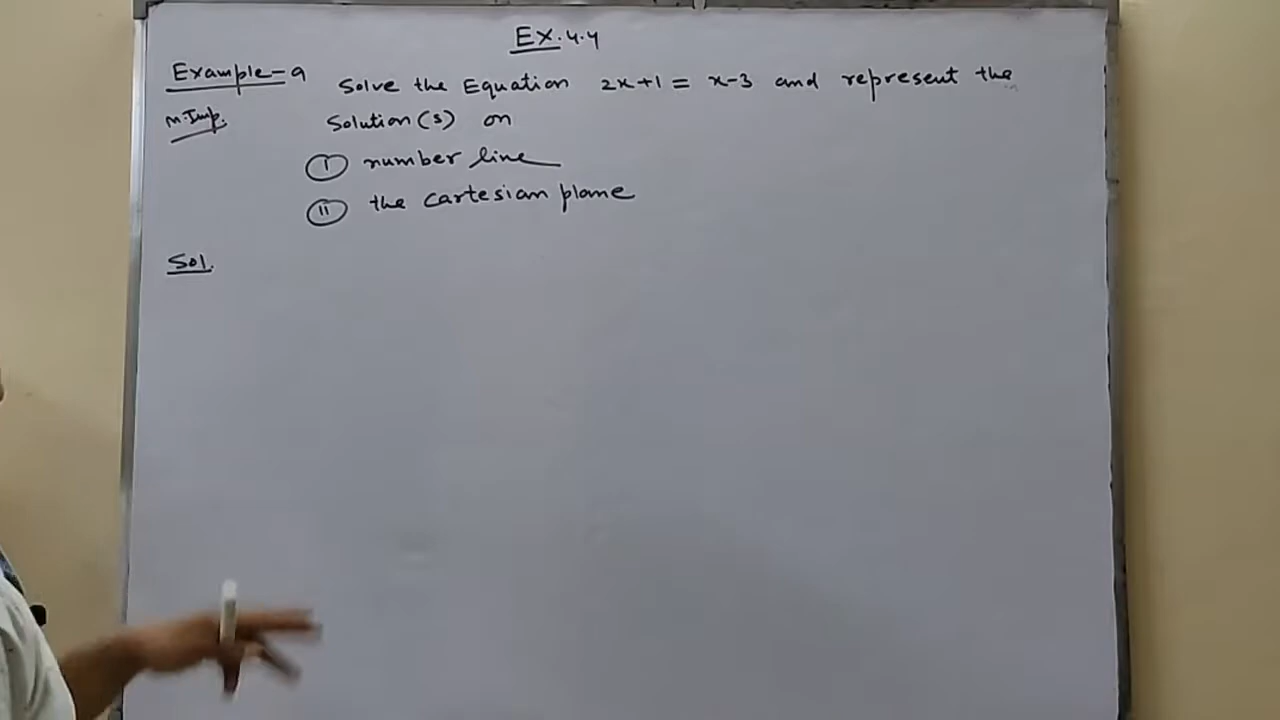 Ex. 4.4
Example-9 Solve the Equation 2x+1 = x-3 and represent the
M.Imp. Solution(s) on
(I) number line
(II) the cartesian plane
Sol.